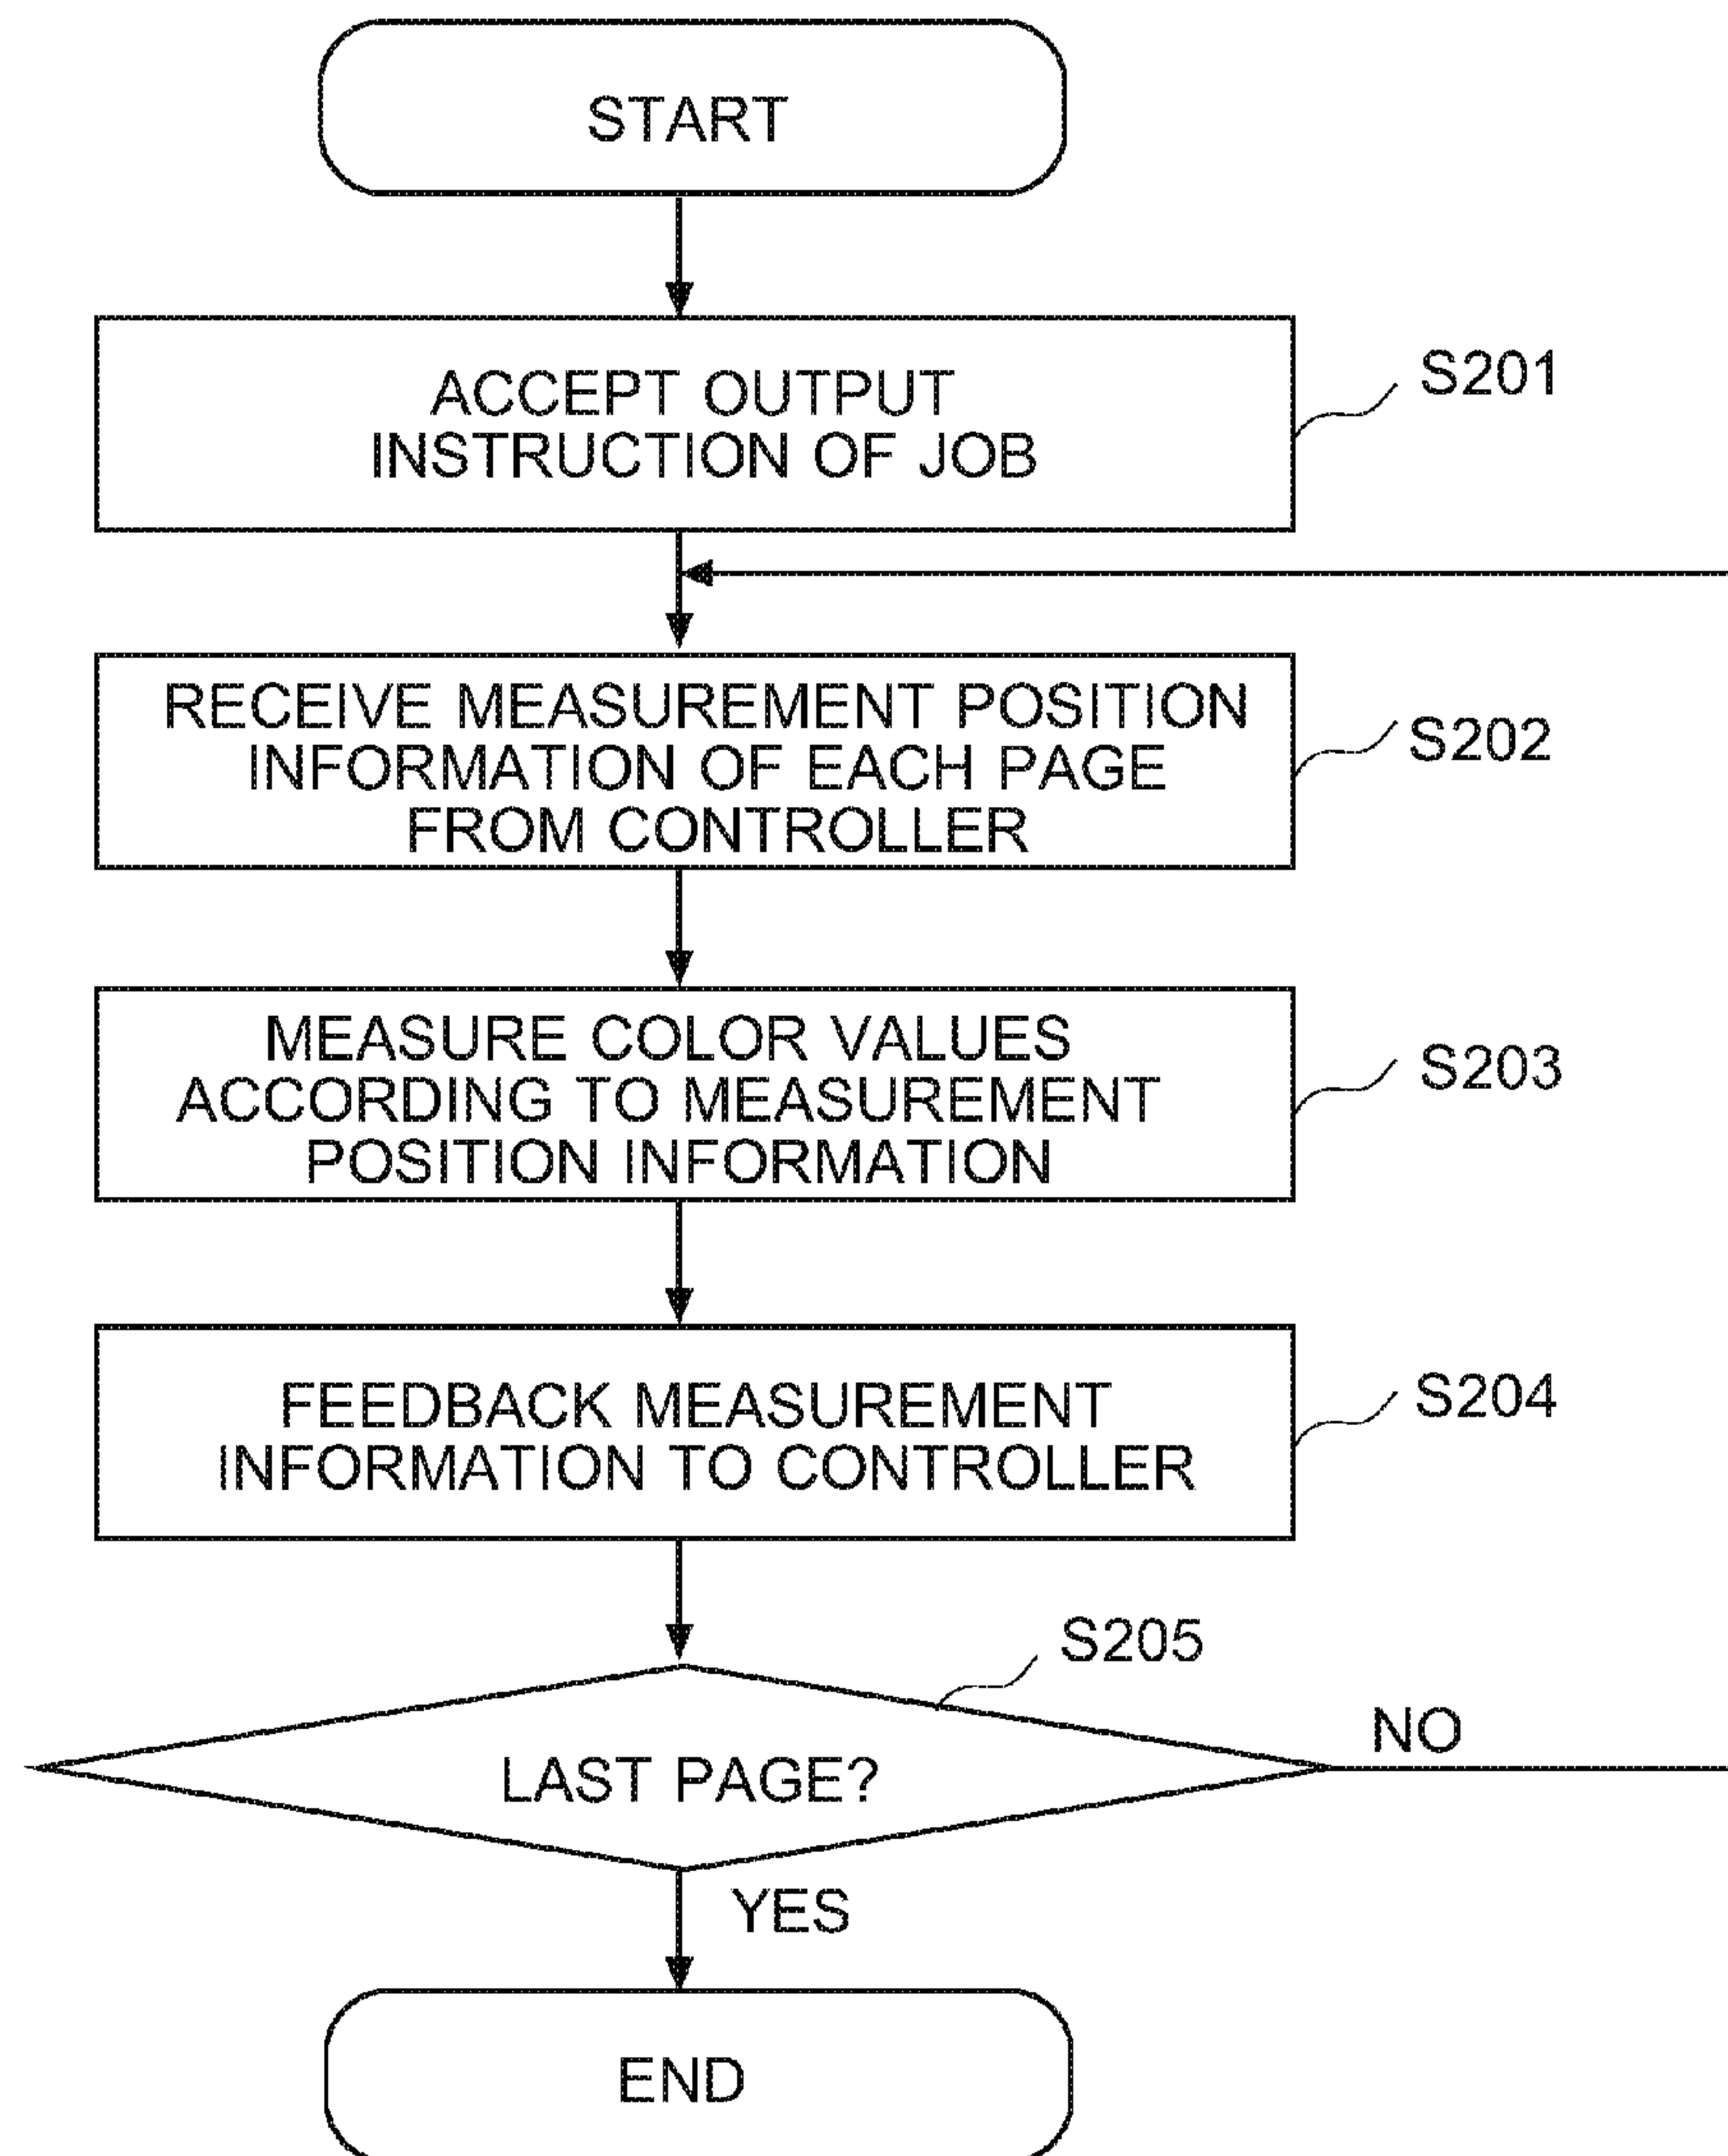 START
ACCEPT OUTPUT
INSTRUCTION OF JOB
S201
RECEIVE MEASUREMENT POSITION
INFORMATION OF EACH PAGE
FROM CONTROLLER
S202
MEASURE COLOR VALUES
ACCORDING TO MEASUREMENT
POSITION INFORMATION
S203
FEEDBACK MEASUREMENT
INFORMATION TO CONTROLLER
S204
S205
LAST PAGE?
NO
YES
END